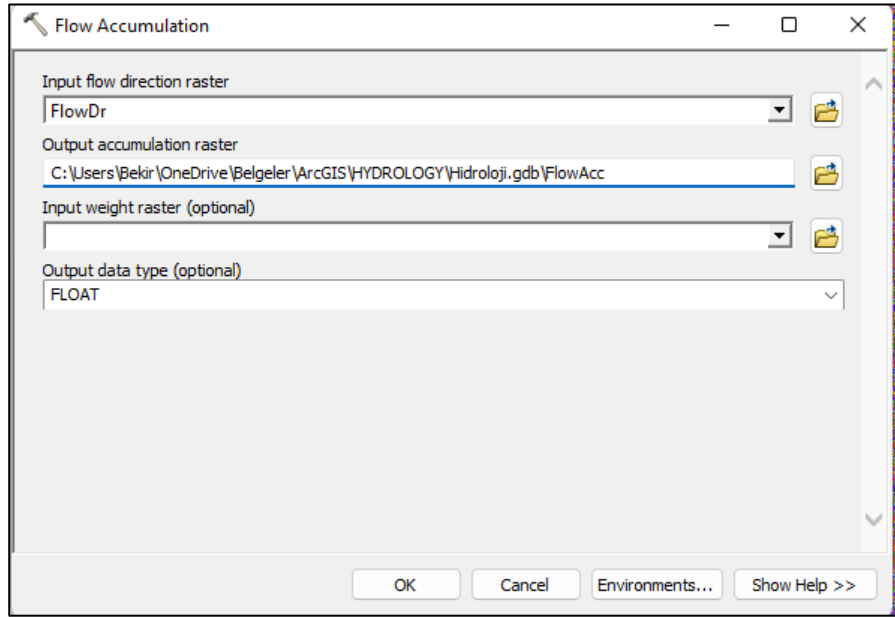 Flow Accumulation
Input flow direction raster
FlowDr
Output accumulation raster
C:\Users\Bekir\OneDrive\Belgeler\ArcGIS\HYDROLOGY\Hidroloji.gdb\FlowAcc
Input weight raster (optional)
Output data type (optional)
FLOAT
OK Cancel Environments... Show Help >>